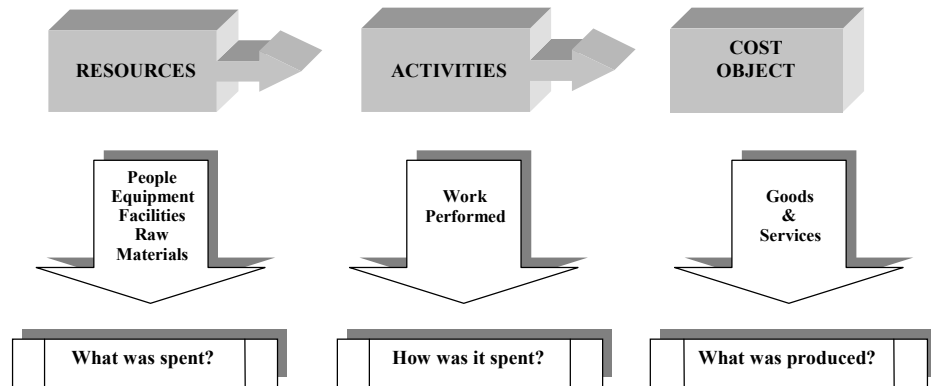 RESOURCES
ACTIVITIES
COST
OBJECT
People
Equipment
Facilities
Raw
Materials
Work
Performed
Goods
&
Services
What was spent?
How was it spent?
What was produced?